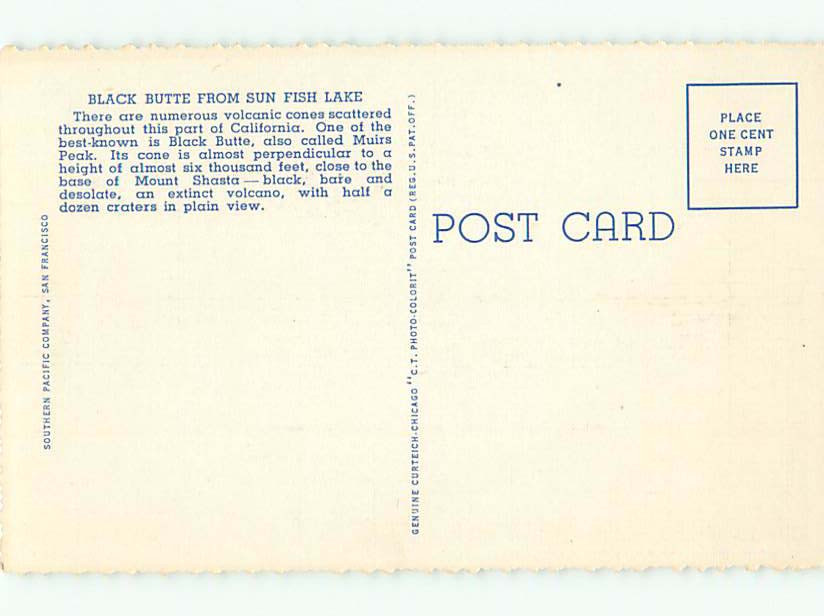 BLACK BUTTE FROM SUN FISH LAKE
There are numerous volcanic cones scattered
throughout this part of California. One of the
best-known is Black Butte, also called Muirs
Peak. Its cone is almost perpendicular to a
height of almost six thousand feet, close to the
base of Mount Shasta — black, bare and
desolate, an extinct volcano, with half a
dozen craters in plain view.
SOUTHERN PACIFIC COMPANY, SAN FRANCISCO
GENUINE CURTEICH-CHICAGO "C.T. PHOTO-COLORIT" POST CARD (REG.U.S.PAT.OFF.)
POST CARD
PLACE
ONE CENT
STAMP
HERE